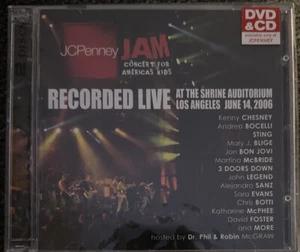 DVD
&CD
available only at
JCPENNEY
JCPenney JAM
CONCERT FOR
AMERICA'S KIDS
RECORDED LIVE
AT THE SHRINE AUDITORIUM
LOS ANGELES JUNE 14, 2006
Kenny CHESNEY
Andrea BOCELLI
STING
Mary J. BLIGE
Jon BON JOVI
Martina McBRIDE
3 DOORS DOWN
John LEGEND
Alejandro SANZ
Sara EVANS
Chris BOTTI
Katharine McPHEE
David FOSTER
and MORE
hosted by Dr. Phil & Robin McGRAW